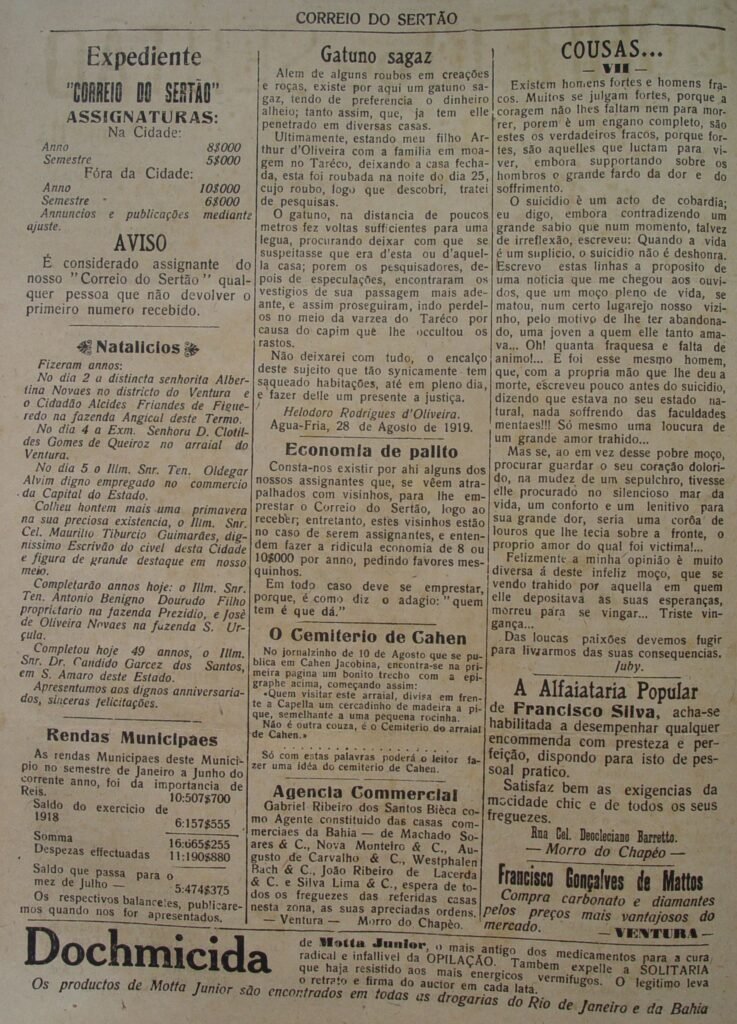 CORREIO DO SERTÃO
Expediente
"CORREIO DO SERTÃO"
ASSIGNATURAS:
Na Cidade:
Anno 8$000
Semestre 5$000
Fóra da Cidade:
Anno 10$000
Semestre 6$000
Annuncios e publicações mediante
ajuste.
AVISO
É considerado assignante do
nosso "Correio do Sertão" qual-
quer pessoa que não devolver o
primeiro numero recebido.
Natalicios
Fizeram annos:
No dia 2 a distincta senhorita Alber-
tina Novaes no districto do Ventura e
o Cidadão Alcides Friandes de Figue-
redo na fazenda Angical deste Termo.
No dia 4 a Exm. Senhora D. Clotil-
des Gomes de Queiroz no arraial do
Ventura.
No dia 5 o Illm. Snr. Ten. Oldegar
Alvim digno empregado no commercio
da Capital do Estado.
Colheu hontem mais uma primavera
na sua preciosa existencia, o Illm. Snr.
Cel. Maurilio Tiburcio Guimarães, dig-
nissimo Escrivão do civel desta Cidade
e figura de grande destaque em nosso
meio.
Completarão annos hoje: o Illm. Snr.
Ten. Antonio Benigno Dourudo Filho
proprictario na fazenda Prezidio, e José
de Oliveira Novaes na fuzenda S. Ur-
çula.
Completou hoje 49 annos, o Illm.
Snr. Dr. Candido Garcez dos Santos,
em S. Amaro deste Estado.
Apresentumos aos dignos anniversaria-
dos, sinceras felicitações.
Rendas Municipaes
As rendas Municipaes deste Munici-
pio no semestre de Janeiro a Junho do
corrente anno, foi da importancia de
Reis. 10:507$700
Saldo do exercicio de
1918 6:157$555
Somma 16:665$255
Despezas effectuadas 11:190$880
Saldo que passa para o
mez de Julho — 5:474$375
Os respectivos balancetes, publicare-
mos quando nos for apresentados.
Gatuno sagaz
Alem de alguns roubos em creações
e roças, existe por aqui um gatuno sa-
gaz, tendo de preferencia o dinheiro
alheio; tanto assim, que, ja tem elle
penetrado em diversas casas.
Ultimamente, estando meu filho Ar-
thur d'Oliveira com a familia em moa-
gem no Taréco, deixando a casa fecha-
da, esta foi roubada na noite do dia 25,
cujo roubo, logo que descobri, tratei
de pesquisas.
O gatuno, na distancia de poucos
metros fez voltas sufficientes para uma
legua, procurando deixar com que se
suspeitasse que era d'esta ou d'aquel-
la casa; porem os pesquisadores, de-
pois de especulações, encontraram os
vestigios de sua passagem mais ade-
ante, e assim proseguiram, indo perdel-
os no meio da varzea do Taréco por
causa do capim que lhe occultou os
rastos.
Não deixarei com tudo, o encalço
deste sujeito que tão synicamente tem
saqueado habitações, até em pleno dia,
e fazer delle um presente a justiça.
Helodoro Rodrigues d'Oliveira.
Agua-Fria, 28 de Agosto de 1919.
Economia de palito
Consta-nos existir por ahi alguns dos
nossos assignantes que, se vêem atra-
palhados com visinhos, para lhe em-
prestar o Correio do Sertão, logo ao
receber; entretanto, estes visinhos estão
no caso de serem assignantes, e enten-
dem fazer a ridicula economia de 8 ou
10$000 por anno, pedindo favores mes-
quinhos.
Em todo caso deve se emprestar,
porque, é como diz o adagio: "quem
tem é que dá."
O Cemiterio de Cahen
No jornalzinho de 10 de Agosto que se pu-
blica em Cahen Jacobina, encontra-se na pri-
meira pagina un bonito trecho com a epi-
graphe acima, começando assim:
«Quem visitar este arraial, divisa em fren-
te a Capella um cercadinho de madeira a pi-
que, semelhante a uma pequena rocinha.
Não é outra couza, é o Cemiterio do arraial
de Cahen.»
. . . . . . . . . . . . . . . . . . . .
Só com estas palavras poderá o leitor fa-
zer uma idéa do cemiterio de Cahen.
Agencia Commercial
Gabriel Ribeiro dos Santos Bièca co-
mo Agente constituido das casas com-
merciaes da Bahia — de Machado Soa-
res & C., Nova Monteiro & C., Au-
gusto de Carvalho & C., Westphalen
Bach & C., João Ribeiro de Lacerda
& C. e Silva Lima & C., espera de to-
dos os freguezes das referidas casas
nesta zona, as suas apreciadas ordens.
— Ventura — Morro do Chapèo.
COUSAS...
— VII —
Existem homens fortes e homens fra-
cos. Muitos se julgam fortes, porque a
coragem não lhes faltam nem para mor-
rer, porem é um engano completo, são
estes os verdadeiros fracos, porque for-
tes, são aquelles que luctam para vi-
ver, embora supportando sobre os
hombros o grande fardo da dor e do
soffrimento.
O suicidio é um acto de cobardia;
eu digo, embora contradizendo um
grande sabio que num momento, talvez
de irreflexão, escreveu: Quando a vida
é um suplicio, o suicidio não é deshonra.
Escrevo estas linhas a proposito de
uma noticia que me chegou aos ouvi-
dos, que um moço pleno de vida, se
matou, num certo lugarejo nosso vizi-
nho, pelo motivo de lhe ter abandona-
do, uma joven a quem elle tanto ama-
va... Oh! quanta fraquesa e falta de
animo!... E foi esse mesmo homem,
que, com a propria mão que lhe deu a
morte, escreveu pouco antes do suicidio,
dizendo que estava no seu estado na-
tural, nada soffrendo das faculdades
mentaes!!! Só mesmo uma loucura de
um grande amor trahido...
Mas se, ao em vez desse pobre moço,
procurar guardar o seu coração dolori-
do, na mudez de um sepulchro, tivesse
elle procurado no silencioso mar da
vida, um conforto e um lenitivo para
sua grande dor, seria uma corôa de
louros que lhe tecia sobre a fronte, o
proprio amor do qual foi victima!...
Felizmente a minha opinião é muito
diversa á deste infeliz moço, que se
vendo trahido por aquella em quem
elle depositava as suas esperanças,
morreu para se vingar... Triste vin-
gança...
Das loucas paixões devemos fugir
para livrarmos das suas consequencias.
Juby.
A Alfaiataria Popular
de Francisco Silva, acha-se
habilitada a desempenhar qualquer
encommenda com presteza e per-
feição, dispondo para isto de pes-
soal pratico.
Satisfaz bem as exigencias da
mocidade chic e de todos os seus
freguezes.
Rua Cel. Deocleciano Barretto.
— Morro do Chapéo —
Francisco Gonçalves de Mattos
Compra carbonato e diamantes
pelos preços mais vantajosos do
mercado. — VENTURA —
Dochmicida
de Motta Junior, o mais antigo dos medicamentos para a cura
radical e infallivel da OPILAÇÃO. Tambem expelle a SOLITARIA
que haja resistido aos mais energicos vermifugos. O legitimo leva
o retrato e firma do auctor em cada lata.
Os productos de Motta Junior são encontrados em todas as drogarias do Rio de Janeiro e da Bahia